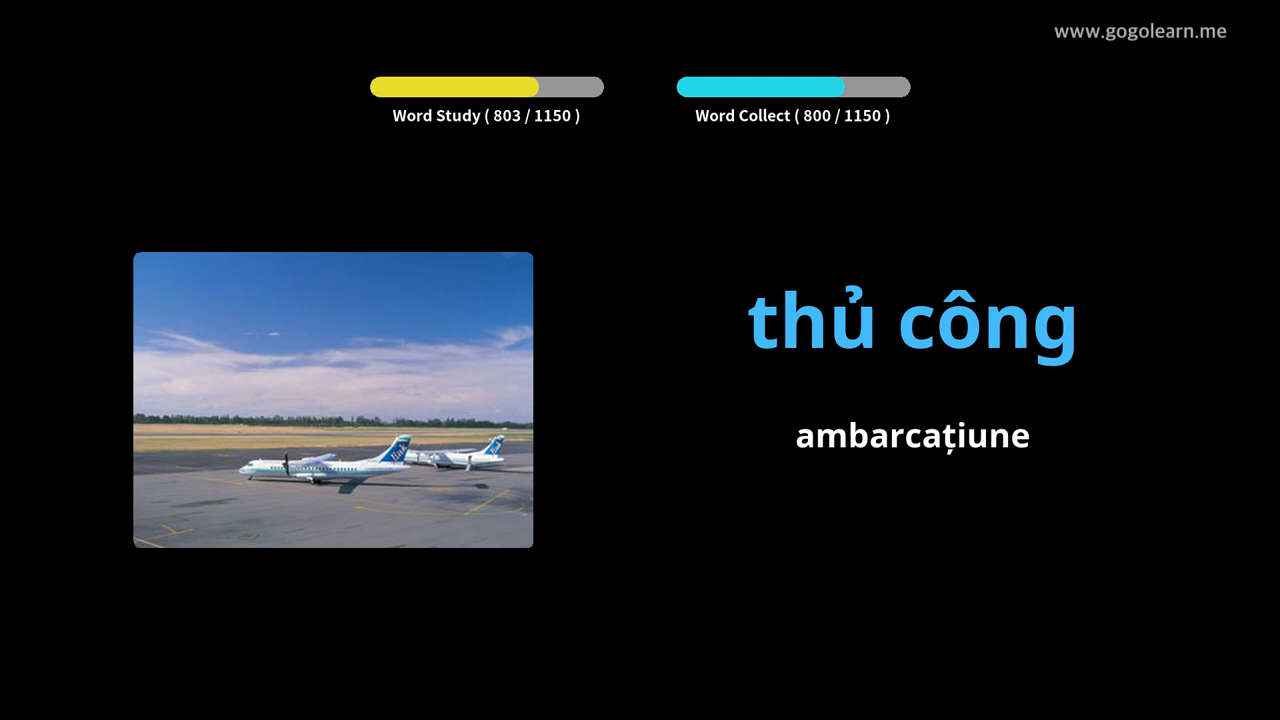 www.gogolearn.me
Word Study ( 803 / 1150 )
Word Collect ( 800 / 1150 )
thủ công
ambarcațiune